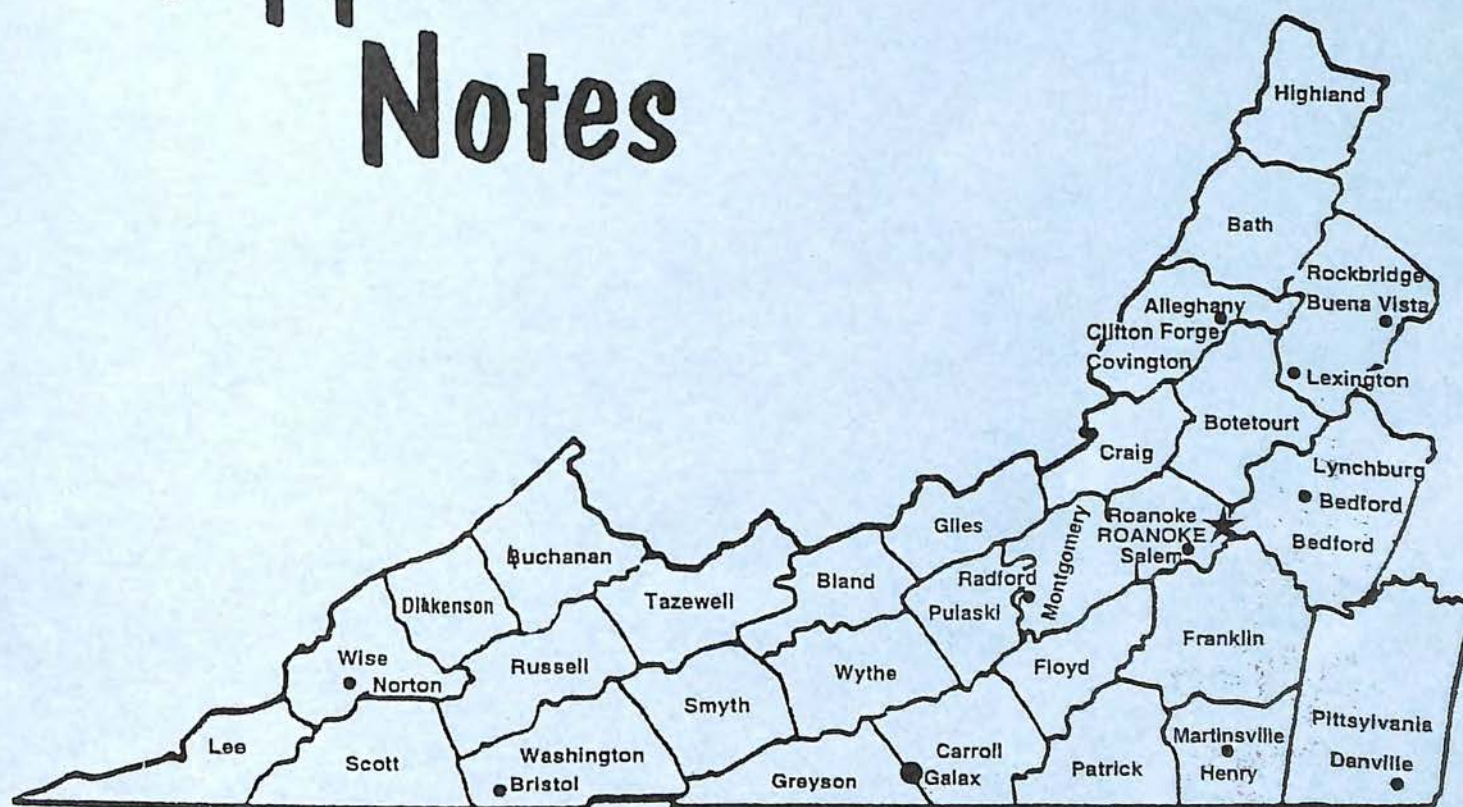 Notes
Highland
Bath
Rockbridge
Alleghany
Buena Vista
Clifton Forge
Covington
Lexington
Botetourt
Craig
Lynchburg
Bedford
Giles
Roanoke
ROANOKE
Salem
Bedford
Montgomery
Buchanan
Bland
Radford
Dikkenson
Tazewell
Pulaski
Franklin
Wise
Russell
Wythe
Floyd
Norton
Smyth
Pittsylvania
Lee
Washington
Carroll
Martinsville
Scott
Bristol
Greyson
Galax
Patrick
Henry
Danville